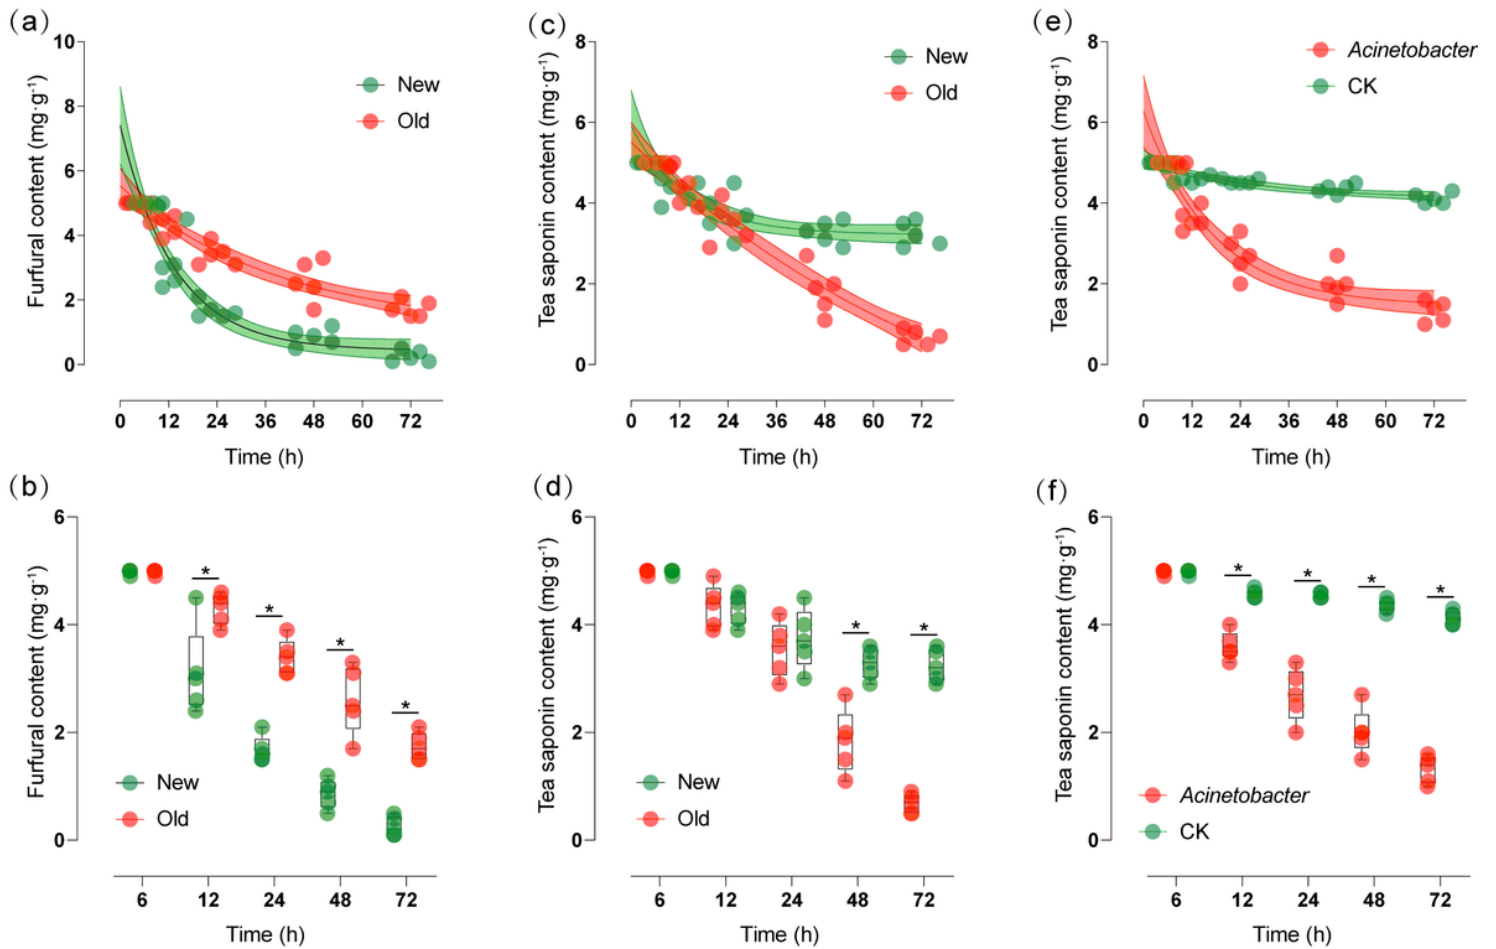 (a)
Furfural content (mg·g⁻¹)
10
8
6
4
2
0
New
Old
0 12 24 36 48 60 72
Time (h)
(c)
Tea saponin content (mg·g⁻¹)
8
6
4
2
0
New
Old
0 12 24 36 48 60 72
Time (h)
(e)
Tea saponin content (mg·g⁻¹)
8
6
4
2
0
Acinetobacter
CK
0 12 24 36 48 60 72
Time (h)
(b)
Furfural content (mg·g⁻¹)
6
4
2
0
* * * *
New
Old
6 12 24 48 72
Time (h)
(d)
Tea saponin content (mg·g⁻¹)
6
4
2
0
* *
New
Old
6 12 24 48 72
Time (h)
(f)
Tea saponin content (mg·g⁻¹)
6
4
2
0
* * * *
Acinetobacter
CK
6 12 24 48 72
Time (h)